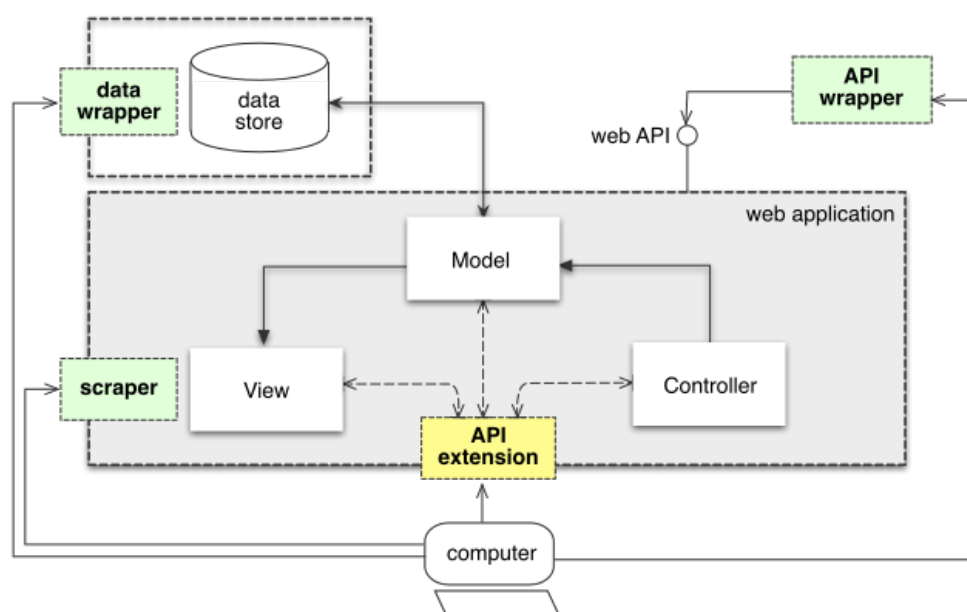 data
wrapper
data
store
API
wrapper
web API
web application
Model
scraper
View
Controller
API
extension
computer